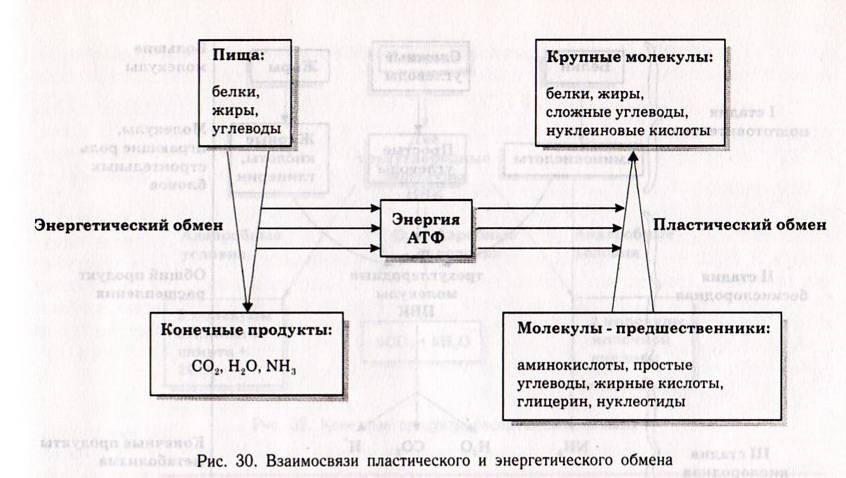 Пища:
белки,
жиры,
углеводы
Крупные молекулы:
белки, жиры,
сложные углеводы,
нуклеиновые кислоты
Энергетический обмен
Энергия
АТФ
Пластический обмен
Конечные продукты:
CO₂, H₂O, NH₃
Молекулы - предшественники:
аминокислоты, простые
углеводы, жирные кислоты,
глицерин, нуклеотиды
Рис. 30. Взаимосвязи пластического и энергетического обмена